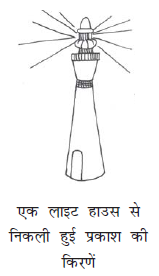 एक लाइट हाउस से
निकली हुई प्रकाश की
किरणें